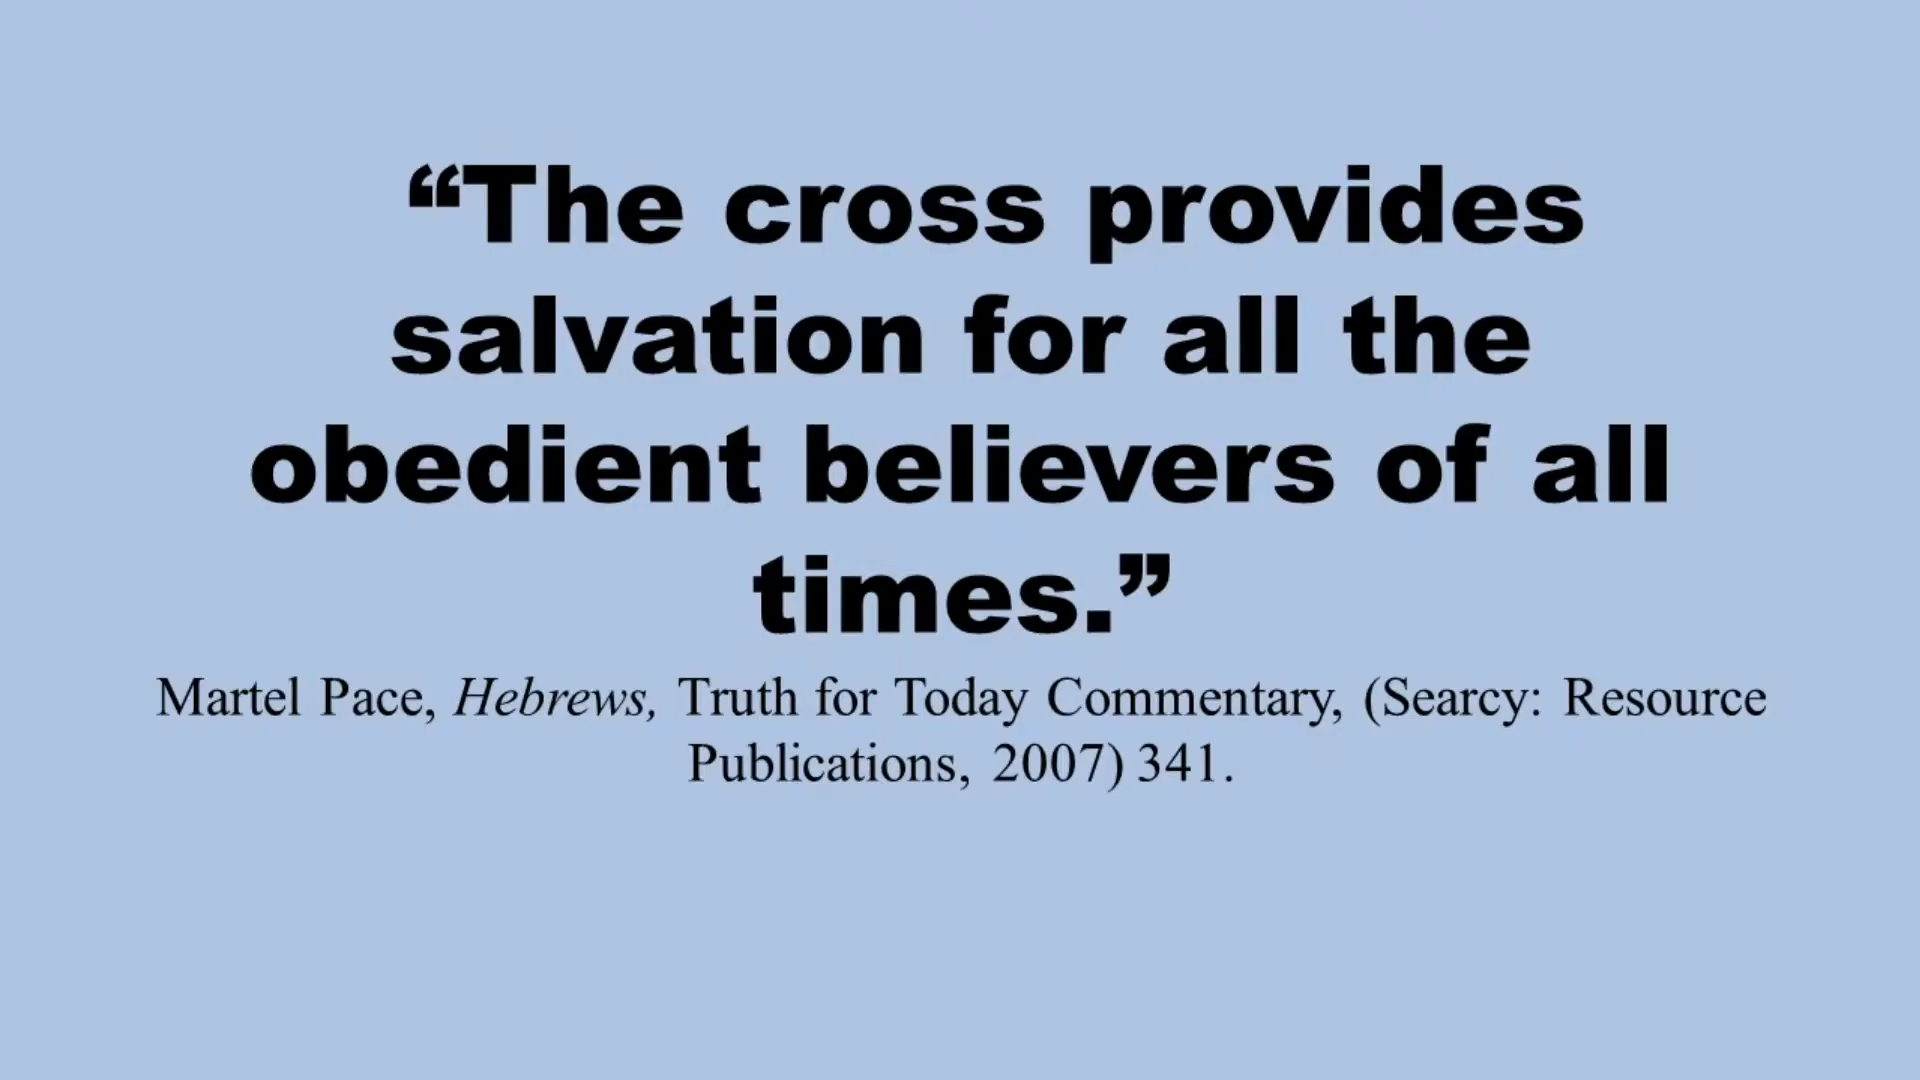 “The cross provides
salvation for all the
obedient believers of all
times.”
Martel Pace, Hebrews, Truth for Today Commentary, (Searcy: Resource
Publications, 2007) 341.